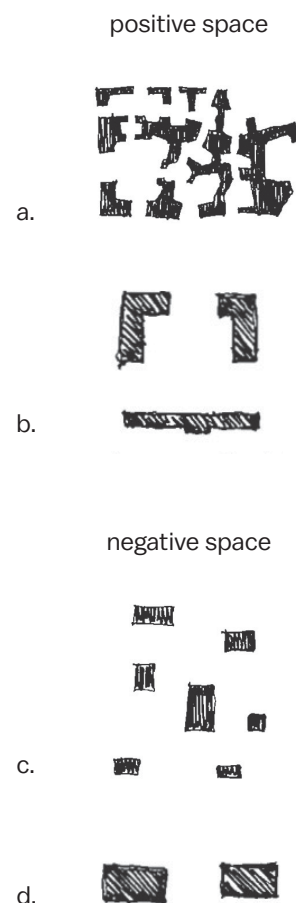 positive space
a.
b.
negative space
c.
d.